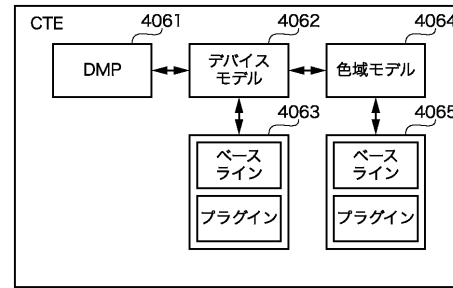 CTE
4061
4062
4064
DMP
デバイス
モデル
色域モデル
4063
4065
ベース
ライン
プラグイン
ベース
ライン
プラグイン